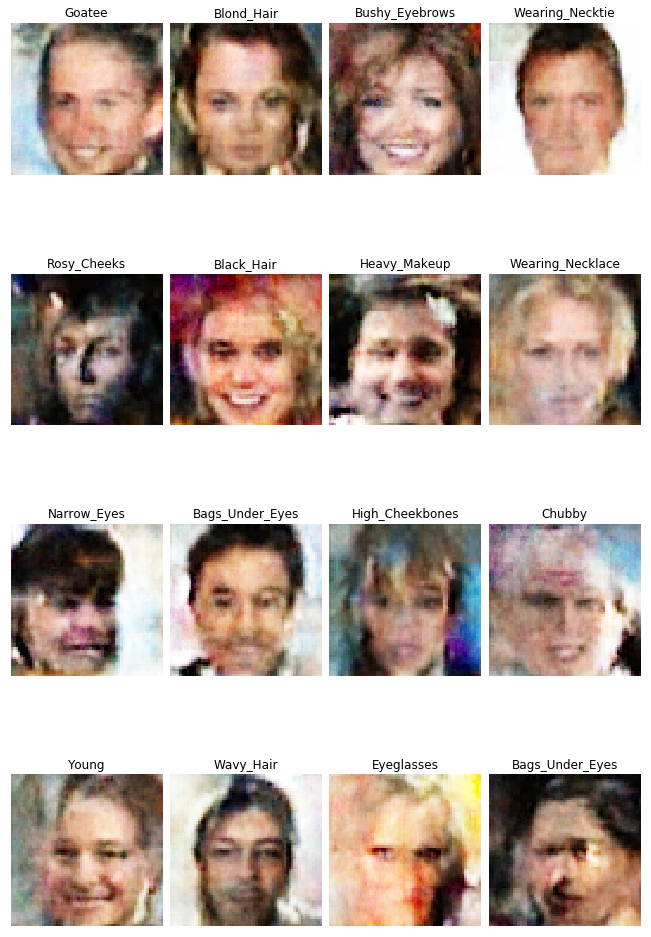 Goatee
Blond_Hair
Bushy_Eyebrows
Wearing_Necktie
Rosy_Cheeks
Black_Hair
Heavy_Makeup
Wearing_Necklace
Narrow_Eyes
Bags_Under_Eyes
High_Cheekbones
Chubby
Young
Wavy_Hair
Eyeglasses
Bags_Under_Eyes